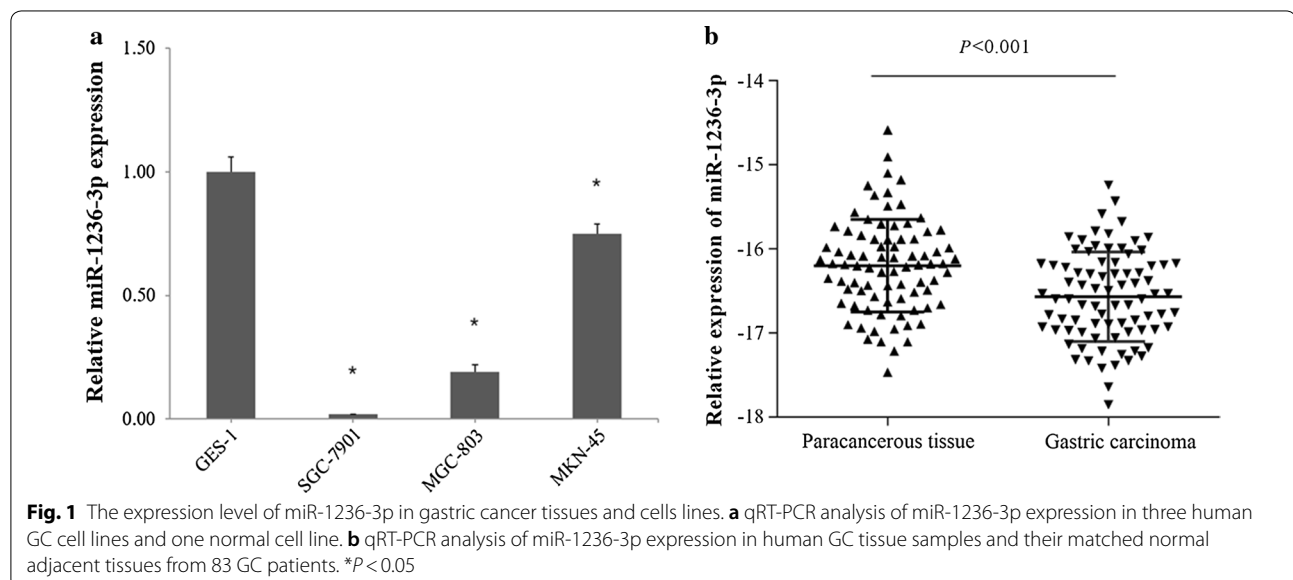 a
Relative miR-1236-3p expression
1.50
1.00
0.50
0.00
*
*
*
GES-1
SGC-7901
MGC-803
MKN-45
b
P<0.001
Relative expression of miR-1236-3p
-14
-15
-16
-17
-18
Paracancerous tissue
Gastric carcinoma
Fig. 1 The expression level of miR-1236-3p in gastric cancer tissues and cells lines. a qRT-PCR analysis of miR-1236-3p expression in three human
GC cell lines and one normal cell line. b qRT-PCR analysis of miR-1236-3p expression in human GC tissue samples and their matched normal
adjacent tissues from 83 GC patients. *P < 0.05